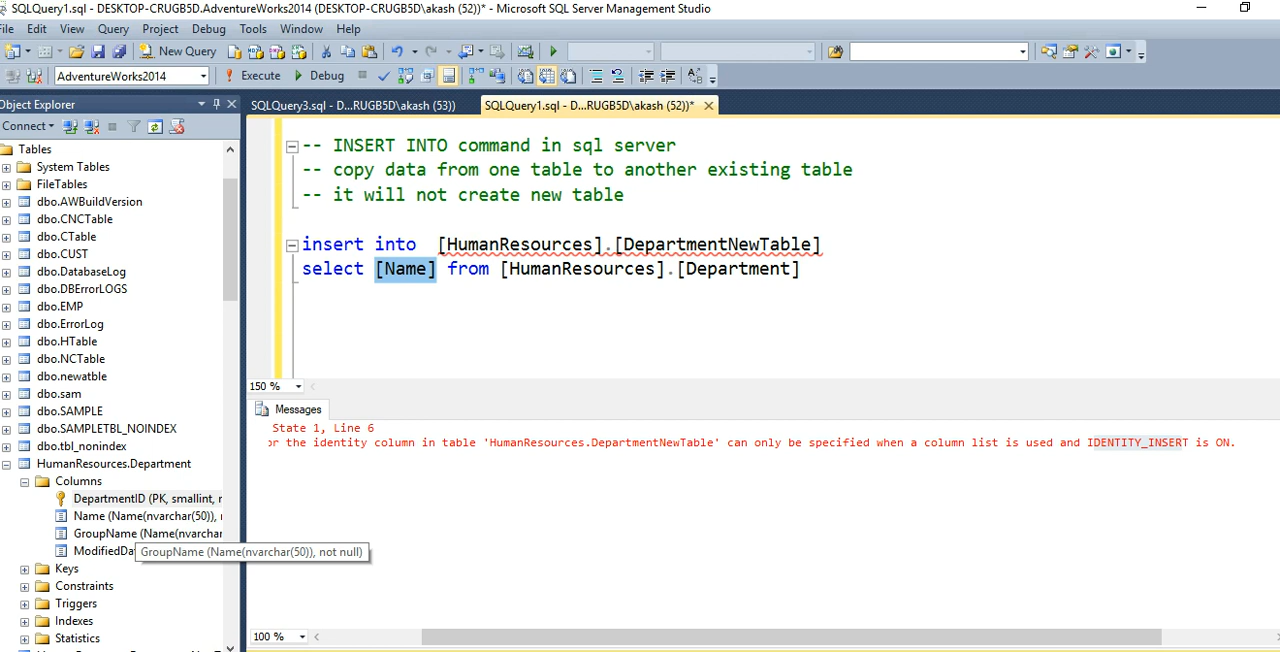 SQLQuery1.sql - DESKTOP-CRUGB5D.AdventureWorks2014 (DESKTOP-CRUGB5D\akash (52))* - Microsoft SQL Server Management Studio
File Edit View Query Project Debug Tools Window Help
New Query
AdventureWorks2014 Execute Debug
Object Explorer
SQLQuery3.sql - D...RUGB5D\akash (53))
SQLQuery1.sql - D...RUGB5D\akash (52))*
Connect
Tables
System Tables
FileTables
dbo.AWBuildVersion
dbo.CNCTable
dbo.CTable
dbo.CUST
dbo.DatabaseLog
dbo.DBErrorLOGS
dbo.EMP
dbo.ErrorLog
dbo.HTable
dbo.NCTable
dbo.newatble
dbo.sam
dbo.SAMPLE
dbo.SAMPLETBL_NOINDEX
dbo.tbl_nonindex
HumanResources.Department
Columns
DepartmentID (PK, smallint, r
Name (Name(nvarchar(50)),
GroupName (Name(nvarchar
ModifiedDa
GroupName (Name(nvarchar(50)), not null)
Keys
Constraints
Triggers
Indexes
Statistics
-- INSERT INTO command in sql server
-- copy data from one table to another existing table
-- it will not create new table
insert into [HumanResources].[DepartmentNewTable]
select [Name] from [HumanResources].[Department]
150 %
Messages
State 1, Line 6
or the identity column in table 'HumanResources.DepartmentNewTable' can only be specified when a column list is used and IDENTITY_INSERT is ON.
100 %